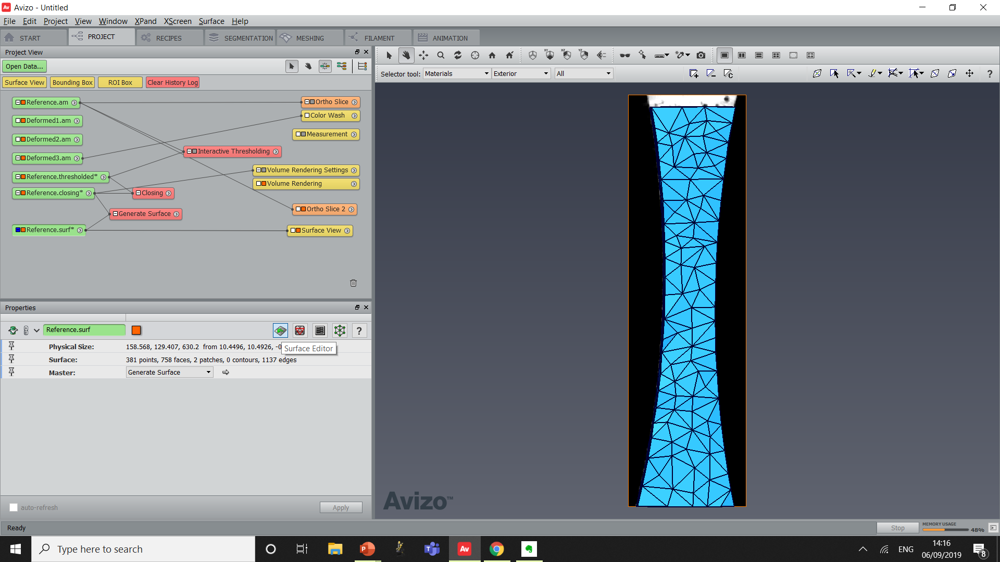 Av Avizo - Untitled
File Edit Project View Window XPand XScreen Surface Help
START PROJECT RECIPES SEGMENTATION MESHING FILAMENT ANIMATION
Project View
Open Data...
Surface View Bounding Box ROI Box Clear History Log
Reference.am
Ortho Slice
Deformed1.am
Color Wash
Deformed2.am
Measurement
Deformed3.am
Interactive Thresholding
Reference.thresholded*
Volume Rendering Settings
Reference.closing*
Closing
Volume Rendering
Generate Surface
Ortho Slice 2
Reference.surf*
Surface View
Properties
Reference.surf
?
Physical Size: 158.568, 129.407, 630.2 from 10.4496, 10.4926, -0
Surface Editor
Surface: 381 points, 758 faces, 2 patches, 0 contours, 1137 edges
Master: Generate Surface
auto-refresh
Apply
XY XZ YZ
Selector tool: Materials Exterior All
?
Avizo™
Ready
Stop
MEMORY USAGE
48%
Type here to search
Av
ENG
14:16
06/09/2019
8